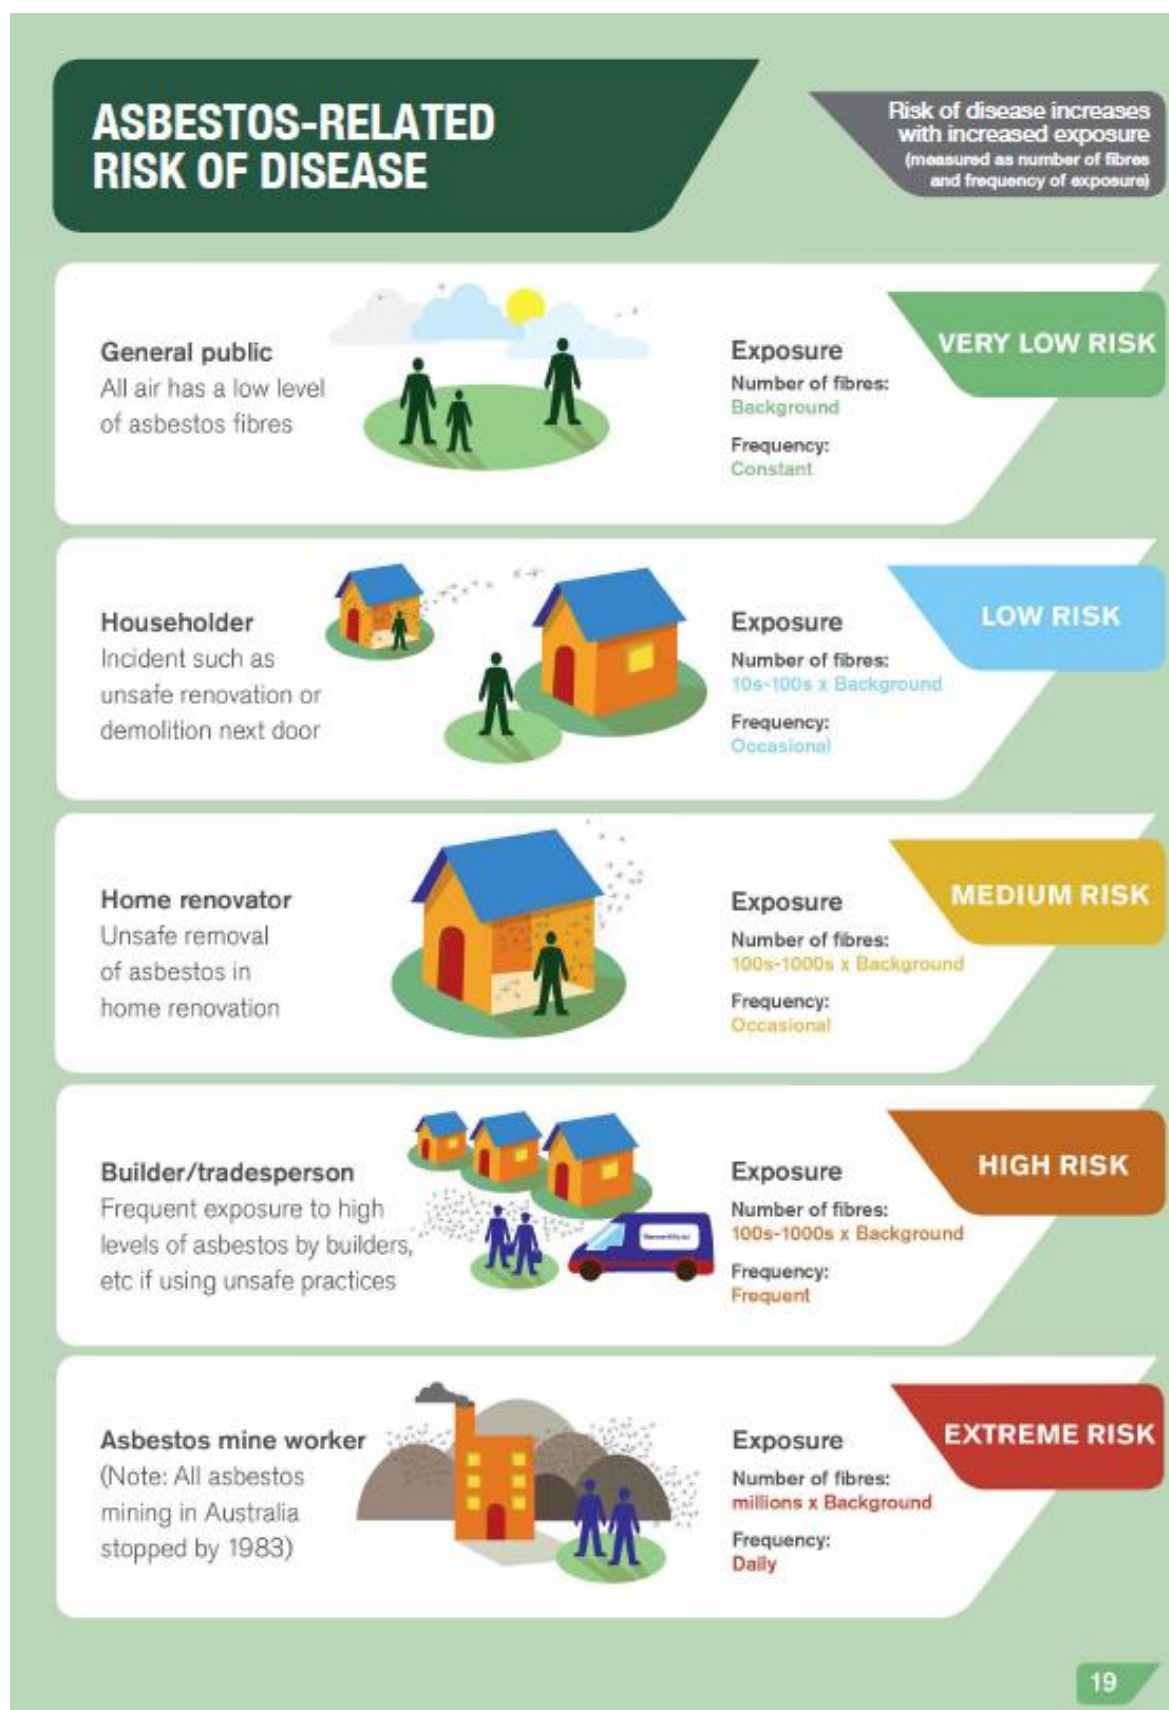 ASBESTOS-RELATED
RISK OF DISEASE
Risk of disease increases
with increased exposure
(measured as number of fibres
and frequency of exposure)
General public
All air has a low level
of asbestos fibres
Exposure
Number of fibres:
Background
Frequency:
Constant
VERY LOW RISK
Householder
Incident such as
unsafe renovation or
demolition next door
Exposure
Number of fibres:
10s-100s x Background
Frequency:
Occasional
LOW RISK
Home renovator
Unsafe removal
of asbestos in
home renovation
Exposure
Number of fibres:
100s-1000s x Background
Frequency:
Occasional
MEDIUM RISK
Builder/tradesperson
Frequent exposure to high
levels of asbestos by builders,
etc if using unsafe practices
Exposure
Number of fibres:
100s-1000s x Background
Frequency:
Frequent
HIGH RISK
Asbestos mine worker
(Note: All asbestos
mining in Australia
stopped by 1983)
Exposure
Number of fibres:
millions x Background
Frequency:
Daily
EXTREME RISK
19